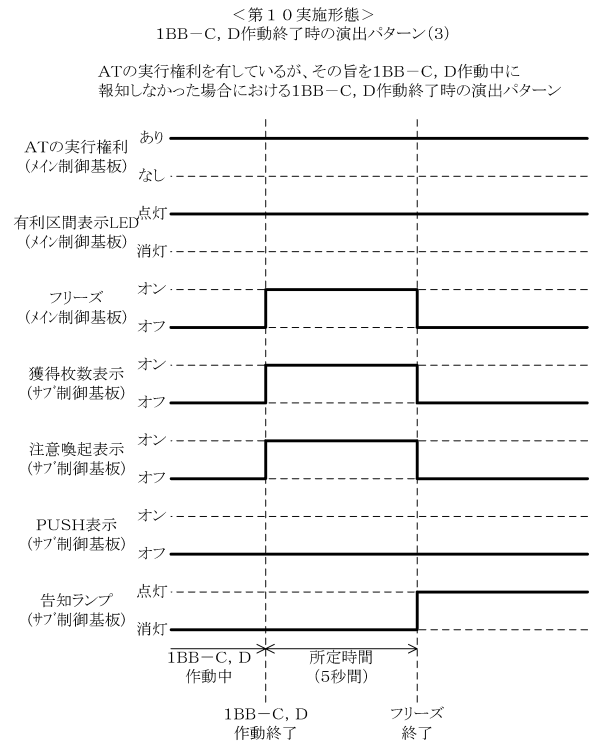 ＜第１０実施形態＞
１BB－C，D作動終了時の演出パターン（３）
ATの実行権利を有しているが、その旨を１BB－C，D作動中に
報知しなかった場合における１BB－C，D作動終了時の演出パターン
ATの実行権利
（メイン制御基板）
あり
なし
有利区間表示LED
（メイン制御基板）
点灯
消灯
フリーズ
（メイン制御基板）
オン
オフ
獲得枚数表示
（サブ制御基板）
オン
オフ
注意喚起表示
（サブ制御基板）
オン
オフ
PUSH表示
（サブ制御基板）
オン
オフ
告知ランプ
（サブ制御基板）
点灯
消灯
１BB－C，D
作動中
所定時間
（５秒間）
１BB－C，D
作動終了
フリーズ
終了